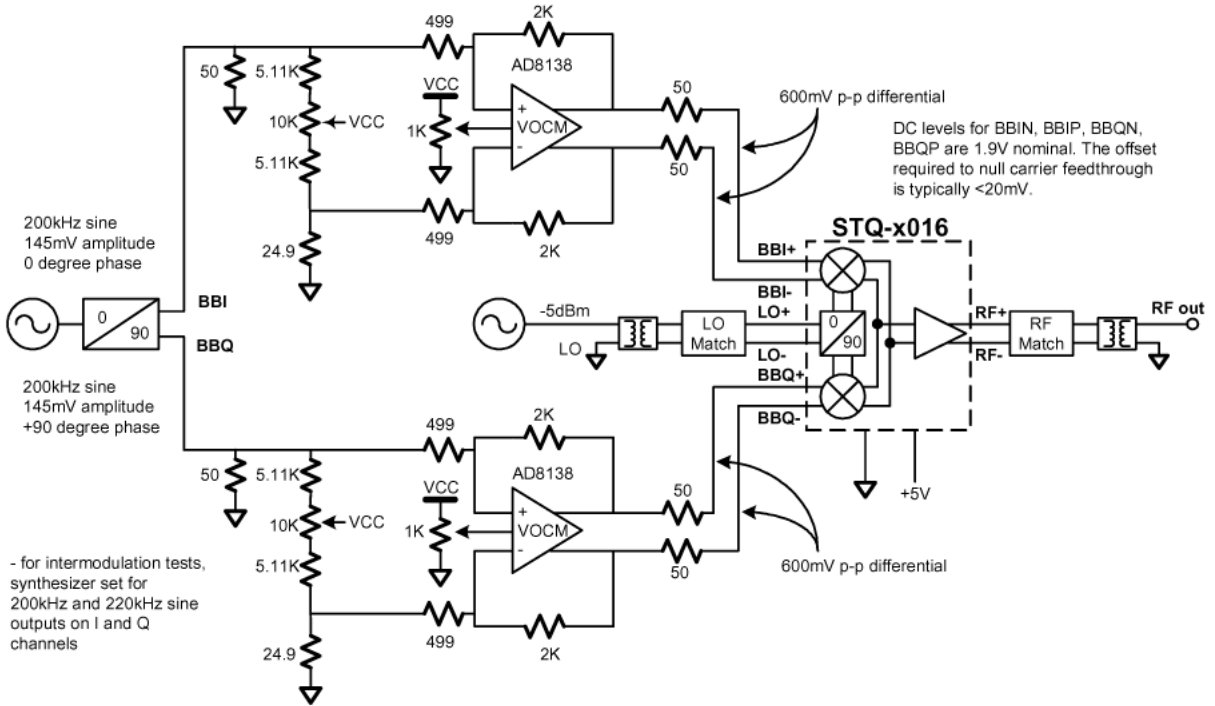 499
2K
AD8138
50
5.11K
VCC
50
600mV p-p differential
10K
VCC
1K
+
VOCM
-
DC levels for BBIN, BBIP, BBQN,
BBQP are 1.9V nominal. The offset
required to null carrier feedthrough
is typically <20mV.
5.11K
50
200kHz sine
145mV amplitude
0 degree phase
24.9
499
2K
STQ-x016
BBI+
BBI
BBI-
0
90
-5dBm
LO
LO+
LO
Match
LO-
0
90
RF+
RF
Match
RF-
RF out
BBQ
BBQ+
BBQ-
200kHz sine
145mV amplitude
+90 degree phase
499
2K
AD8138
50
5.11K
VCC
50
+5V
10K
VCC
1K
+
VOCM
-
600mV p-p differential
5.11K
50
- for intermodulation tests,
synthesizer set for
200kHz and 220kHz sine
outputs on I and Q
channels
499
2K
24.9